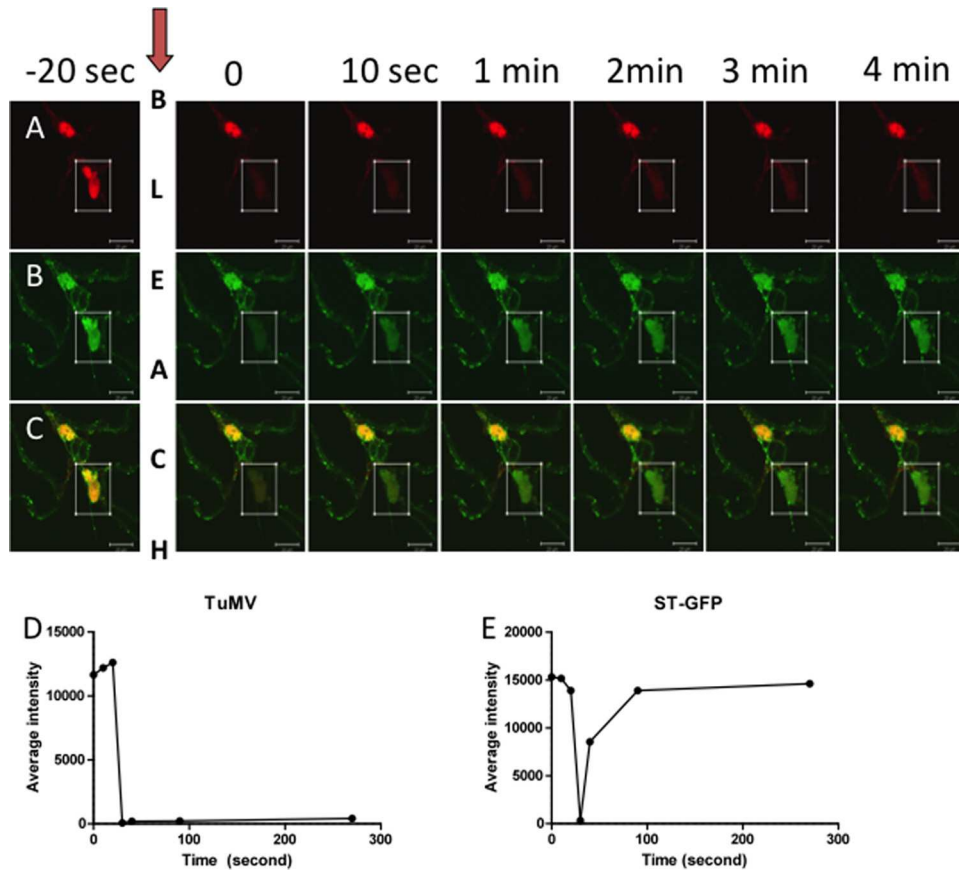 -20 sec 0 10 sec 1 min 2min 3 min 4 min
B
L
E
A
C
H
A
B
C
D
TuMV
Average intensity
15000
10000
5000
0
0 100 200 300
Time (second)
E
ST-GFP
Average intensity
20000
15000
10000
5000
0
0 100 200 300
Time (second)